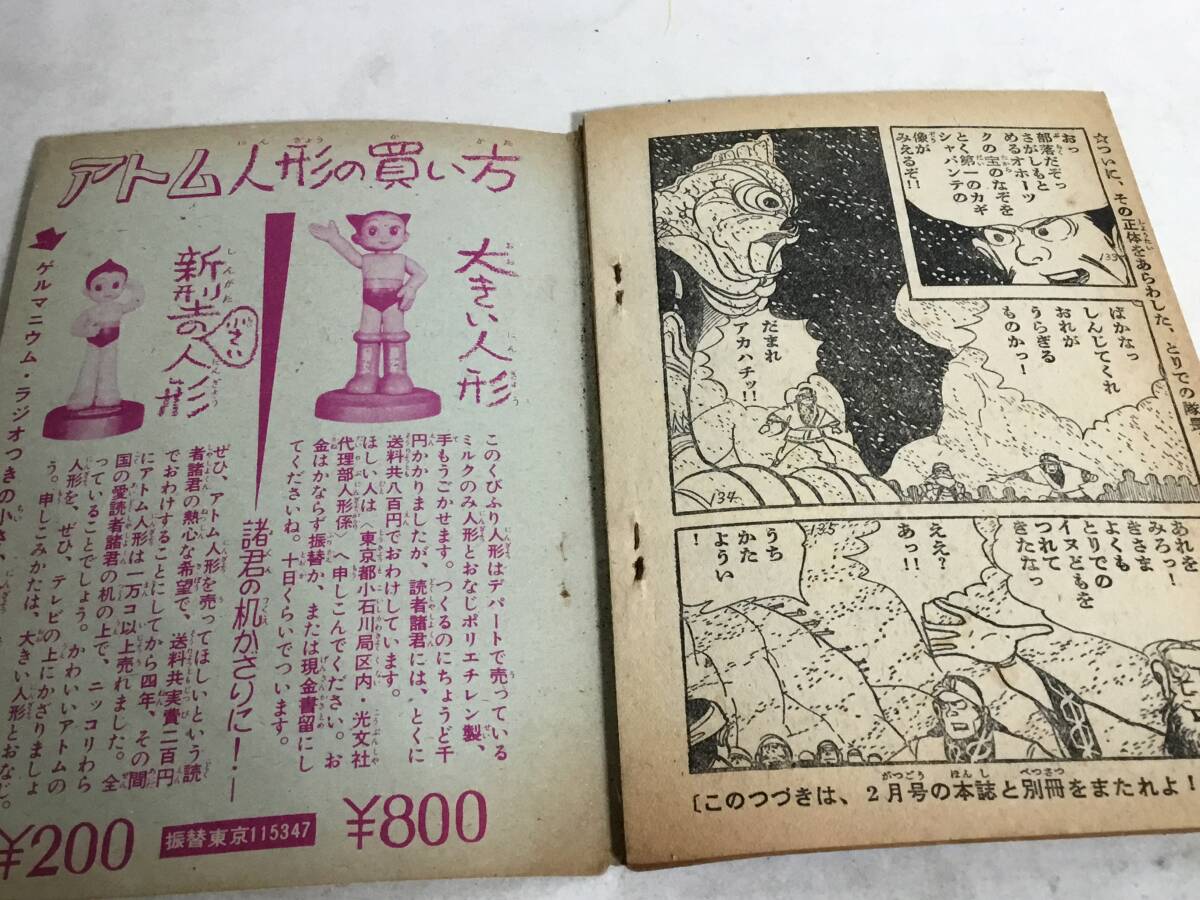 アトム人形の買い方
大きい人形
このくびふり人形はデパートで売っている
ミルクのみ人形とおなじポリエチレン製、
手もうごかせます。つくるのにちょうど千
円かかりましたが、読者諸君には、とくに
送料共八百円でおわけしています。
ほしい人は〈東京都小石川局区内・光文社
代理部人形係〉へ申しこんでください。お
金はかならず振替か、または現金書留にし
てくださいね。十日くらいでつ います。
¥800
諸君の机かざりに!
新型の小さい人形
ぜひ、アトム人形を売ってほしいという読
者諸君の熱心な希望で、送料共実費二百円
でおわけすることにしてから四年、その間
にアトム人形は一万コ以上売れました。全
国の愛読者諸君の机の上で、ニッコリわら
っていることでしょう。かわいいアトムの
人形を、ぜひ、テレビの上にかざりましょ
う。申しこみかたは、大きい人形とおなじ。
¥200
振替東京115347
ゲルマニウム・ラジオつきの小さ
☆ついに、その正体をあらわした、とりでの
おっ
部落だぞっ
さがしもと
めるオホーツ
クの宝のなぞを
とく第一のカギ
シャバンテの
像が
みえるぞ!!
133
ばかなっ
しんじてくれ
おれが
うらぎる
ものかっ!
だまれ
アカハチッ!!
134
あれを
みろっ!
きさま
よくも
とりでの
イヌどもを
つれて
きたなっ
ええ?
あっ!!
うち
かた
ようい
!
135
〔このつづきは、2月号の本誌と別冊をまたれよ!